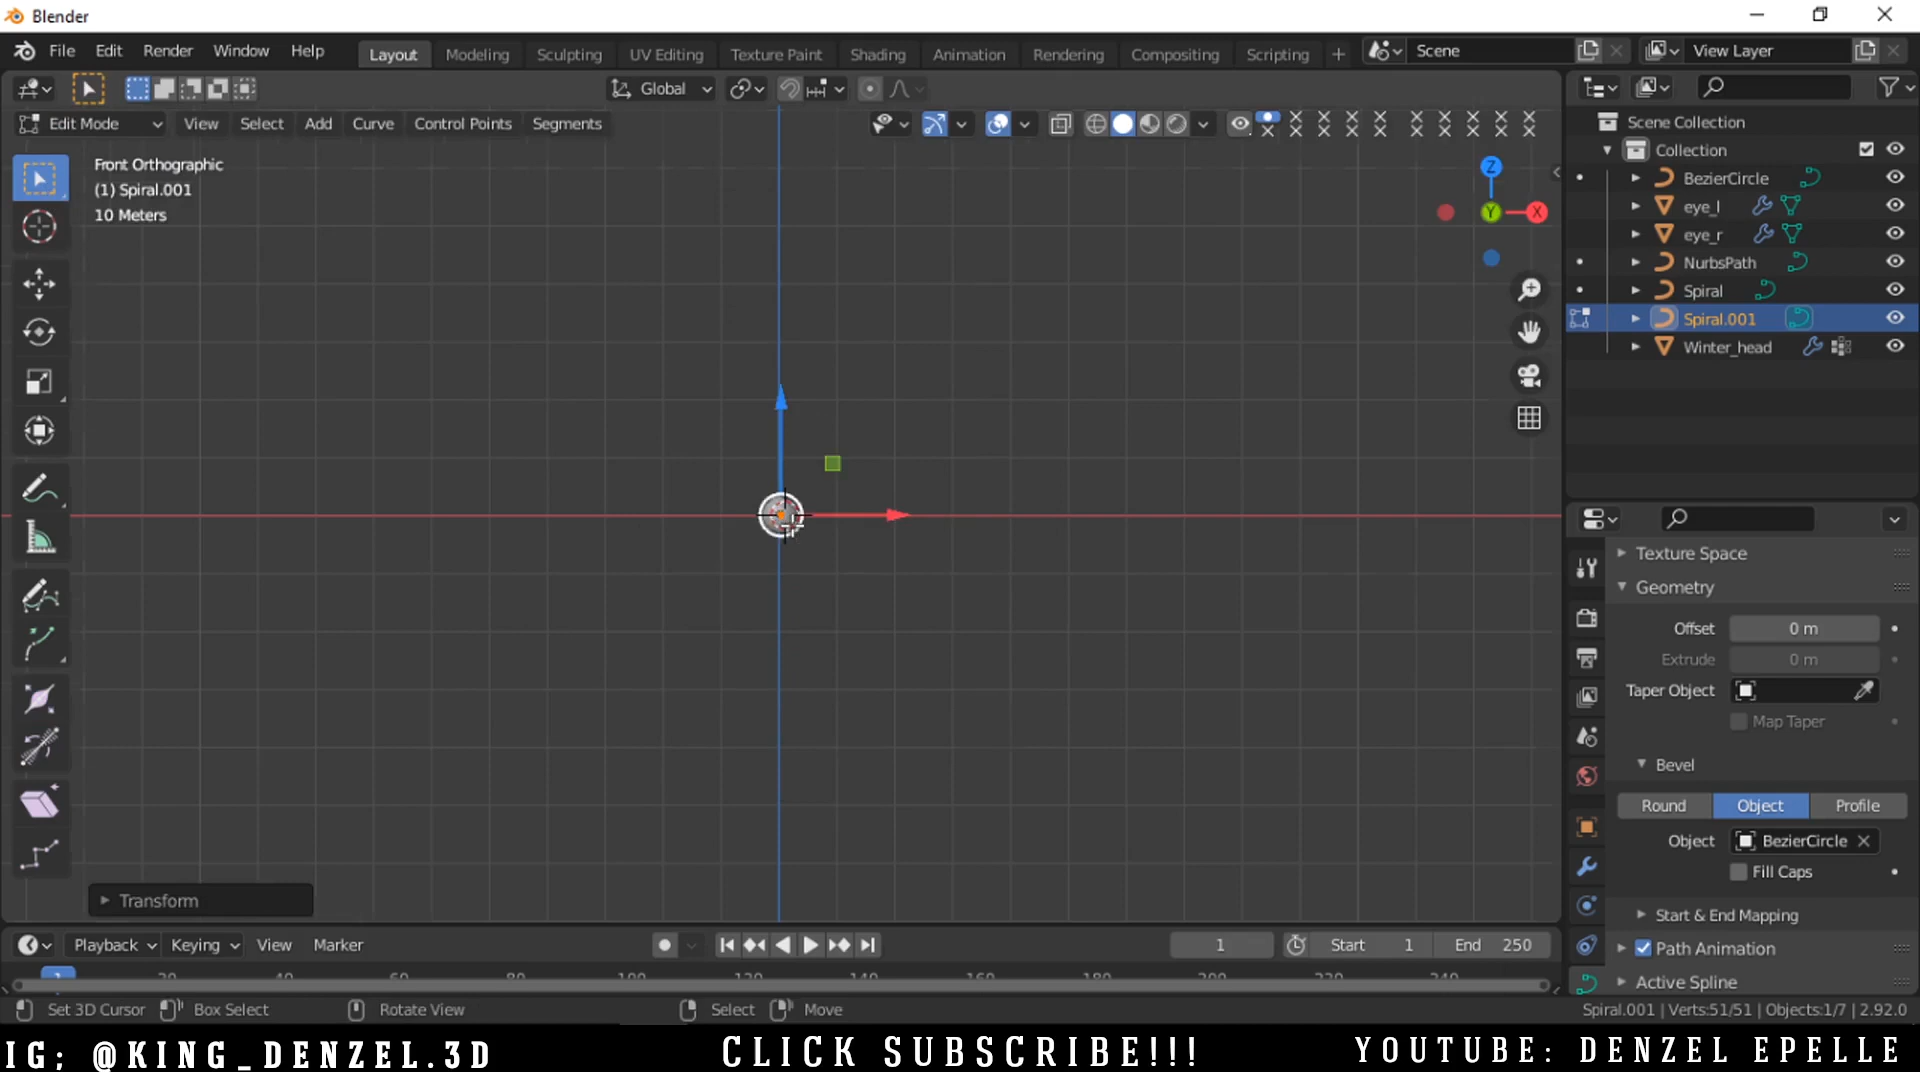 Blender
File Edit Render Window Help Layout Modeling Sculpting UV Editing Texture Paint Shading Animation Rendering Compositing Scripting + Scene View Layer
Global
Edit Mode View Select Add Curve Control Points Segments
Front Orthographic
(1) Spiral.001
10 Meters
Z
Y
X
Scene Collection
Collection
BezierCircle
eye_l
eye_r
NurbsPath
Spiral
Spiral.001
Winter_head
Texture Space
Geometry
Offset 0 m
Extrude 0 m
Taper Object
Map Taper
Bevel
Round Object Profile
Object BezierCircle
Fill Caps
Start & End Mapping
Path Animation
Active Spline
Transform
Playback Keying View Marker 1 Start 1 End 250
1 20 40 60 80 100 120 140 160 180 200 220 240
Set 3D Cursor Box Select Rotate View Select Move Spiral.001 | Verts:51/51 | Objects:1/7 | 2.92.0
IG; @KING_DENZEL.3D CLICK SUBSCRIBE!!! YOUTUBE: DENZEL EPELLE